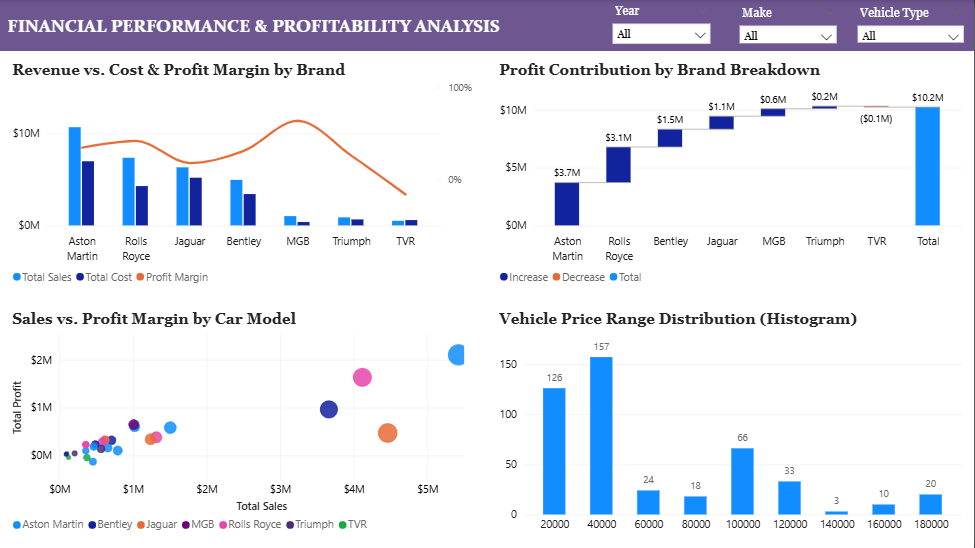 FINANCIAL PERFORMANCE & PROFITABILITY ANALYSIS
Year
All
Make
All
Vehicle Type
All
Revenue vs. Cost & Profit Margin by Brand
100%
$10M
0%
$0M
Aston Martin
Rolls Royce
Jaguar
Bentley
MGB
Triumph
TVR
Total Sales
Total Cost
Profit Margin
Profit Contribution by Brand Breakdown
$10M
$5M
$0M
$3.7M
$3.1M
$1.5M
$1.1M
$0.6M
$0.2M
($0.1M)
$10.2M
Aston Martin
Rolls Royce
Bentley
Jaguar
MGB
Triumph
TVR
Total
Increase
Decrease
Total
Sales vs. Profit Margin by Car Model
Total Profit
$2M
$1M
$0M
$0M
$1M
$2M
$3M
$4M
$5M
Total Sales
Aston Martin
Bentley
Jaguar
MGB
Rolls Royce
Triumph
TVR
Vehicle Price Range Distribution (Histogram)
150
100
50
0
126
157
24
18
66
33
3
10
20
20000
40000
60000
80000
100000
120000
140000
160000
180000